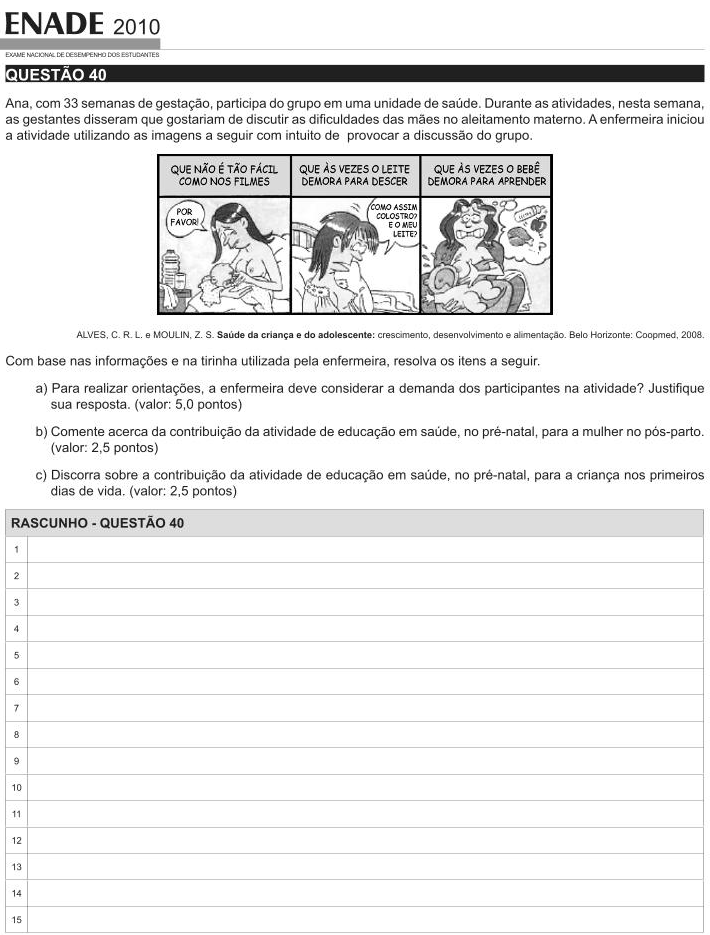 ENADE 2010
EXAME NACIONAL DE DESEMPENHO DOS ESTUDANTES
QUESTÃO 40
Ana, com 33 semanas de gestação, participa do grupo em uma unidade de saúde. Durante as atividades, nesta semana,
as gestantes disseram que gostariam de discutir as dificuldades das mães no aleitamento materno. A enfermeira iniciou
a atividade utilizando as imagens a seguir com intuito de provocar a discussão do grupo.
QUE NÃO É TÃO FÁCIL
COMO NOS FILMES
QUE ÀS VEZES O LEITE
DEMORA PARA DESCER
QUE ÀS VEZES O BEBÊ
DEMORA PARA APRENDER
POR
FAVOR!
COMO ASSIM
COLOSTRO?
E O MEU
LEITE?
ALVES, C. R. L. e MOULIN, Z. S. Saúde da criança e do adolescente: crescimento, desenvolvimento e alimentação. Belo Horizonte: Coopmed, 2008.
Com base nas informações e na tirinha utilizada pela enfermeira, resolva os itens a seguir.
a) Para realizar orientações, a enfermeira deve considerar a demanda dos participantes na atividade? Justifique
sua resposta. (valor: 5,0 pontos)
b) Comente acerca da contribuição da atividade de educação em saúde, no pré-natal, para a mulher no pós-parto.
(valor: 2,5 pontos)
c) Discorra sobre a contribuição da atividade de educação em saúde, no pré-natal, para a criança nos primeiros
dias de vida. (valor: 2,5 pontos)
RASCUNHO - QUESTÃO 40
1
2
3
4
5
6
7
8
9
10
11
12
13
14
15